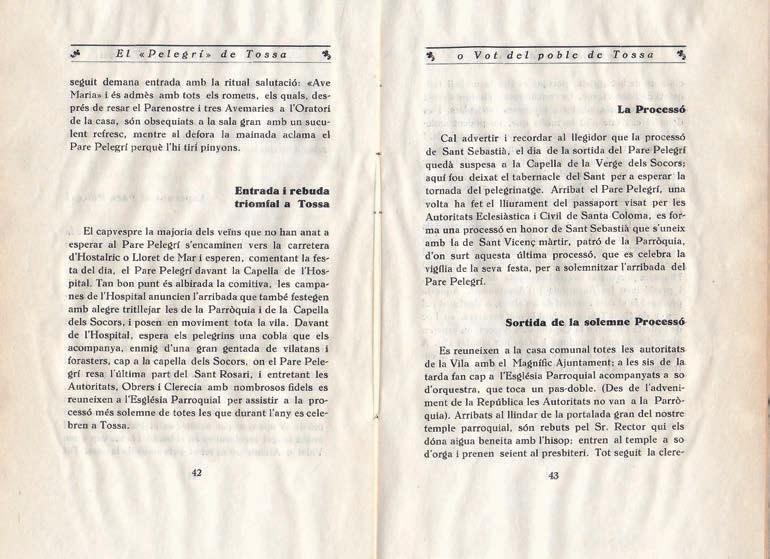 El «Pelegrí» de Tossa
seguit demana entrada amb la ritual salutació: «Ave
Maria» i és admès amb tots els romeus, els quals, des-
prés de resar el Parenostre i tres Avemaries a l'Oratori
de la casa, són obsequiats a la sala gran amb un sucu-
lent refresc, mentre al defora la mainada aclama el
Pare Pelegrí perquè l'hi tirí pinyons.
Entrada i rebuda
triomfal a Tossa
El capvespre la majoria dels veïns que no han anat a
esperar al Pare Pelegrí s'encaminen vers la carretera
d'Hostalric o Lloret de Mar i esperen, comentant la fes-
ta del dia, el Pare Pelegrí davant la Capella de l'Hos-
pital. Tan bon punt és albirada la comitiva, les campa-
nes de l'Hospital anuncien l'arribada que també festegen
amb alegre tritllejar les de la Parròquia i de la Capella
dels Socors, i posen en moviment tota la vila. Davant
de l'Hospital, espera els pelegrins una cobla que els
acompanya, enmig d'una gran gentada de vilatans i
forasters, cap a la capella dels Socors, on el Pare Pele-
grí resa l'última part del Sant Rosari, i entretant les
Autoritats, Obrers i Clerecía amb nombrosos fidels es
reuneixen a l'Església Parroquial per assistir a la pro-
cessó més solemne de totes les que durant l'any es cele-
bren a Tossa.
42
o Vot del poble de Tossa
La Processó
Cal advertir i recordar al llegidor que la processó
de Sant Sebastià, el dia de la sortida del Pare Pelegrí
quedà suspesa a la Capella de la Verge dels Socors;
aquí fou deixat el tabernacle del Sant per a esperar la
tornada del pelegrinatge. Arribat el Pare Pelegrí, una
volta ha fet el lliurament del passaport visat per les
Autoritats Eclesiàstica i Civil de Santa Coloma, es for-
ma una processó en honor de Sant Sebastià que s'uneix
amb la de Sant Vicenç màrtir, patró de la Parròquia,
d'on surt aquesta última processó, que es celebra la
vigília de la seva festa, per a solemnitzar l'arribada del
Pare Pelegrí.
Sortida de la solemne Processó
Es reuneixen a la casa comunal totes les autoritats
de la Vila amb el Magnífic Ajuntament; a les sis de la
tarda fan cap a l'Església Parroquial acompanyats a so
d'orquestra, que toca un pas-doble. (Des de l'adveni-
ment de la República les Autoritats no van a la Parrò-
quia). Arribats al llindar de la portalada gran del nostre
temple parroquial, són rebuts pel Sr. Rector qui els
dóna aigua beneita amb l'hisop: entren al temple a so
d'orga i prenen seient al presbiteri. Tot seguit la clere-
43